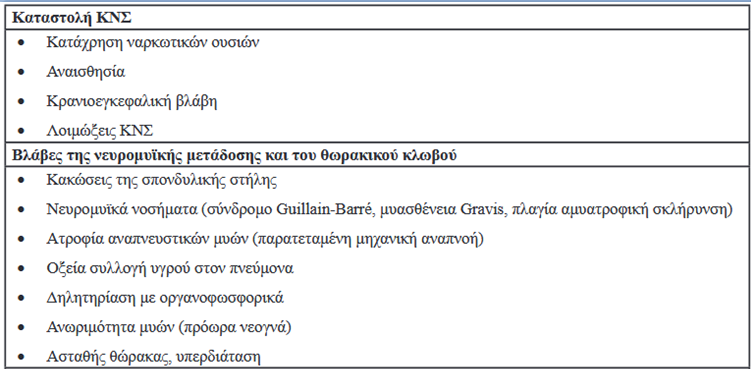 Καταστολή ΚΝΣ
• Κατάχρηση ναρκωτικών ουσιών
• Αναισθησία
• Κρανιοεγκεφαλική βλάβη
• Λοιμώξεις ΚΝΣ
Βλάβες της νευρομυϊκής μετάδοσης και του θωρακικού κλωβού
• Κακώσεις της σπονδυλικής στήλης
• Νευρομυϊκά νοσήματα (σύνδρομο Guillain-Barré, μυασθένεια Gravis, πλαγία αμυατροφική σκλήρυνση)
• Ατροφία αναπνευστικών μυών (παρατεταμένη μηχανική αναπνοή)
• Οξεία συλλογή υγρού στον πνεύμονα
• Δηλητηρίαση με οργανοφωσφορικά
• Ανωριμότητα μυών (πρόωρα νεογνά)
• Ασταθής θώρακας, υπερδιάταση